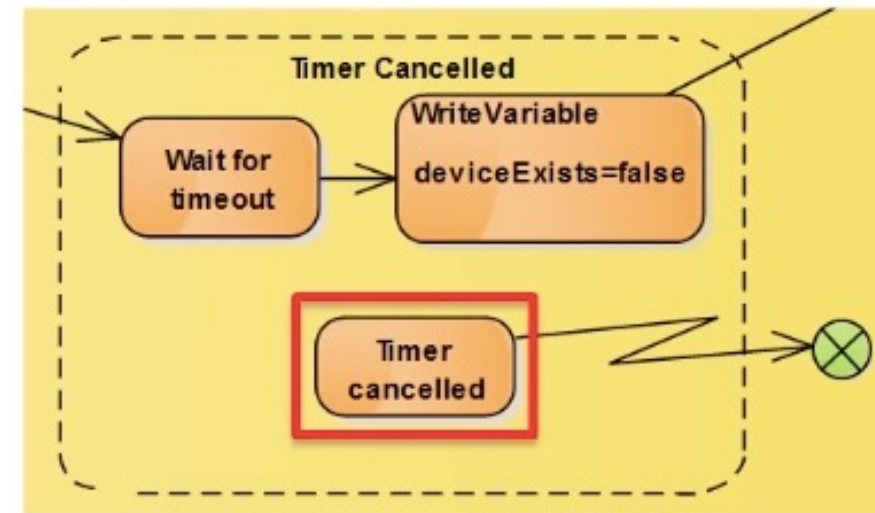 Timer Cancelled
Wait for
timeout
WriteVariable
deviceExists=false
Timer
cancelled